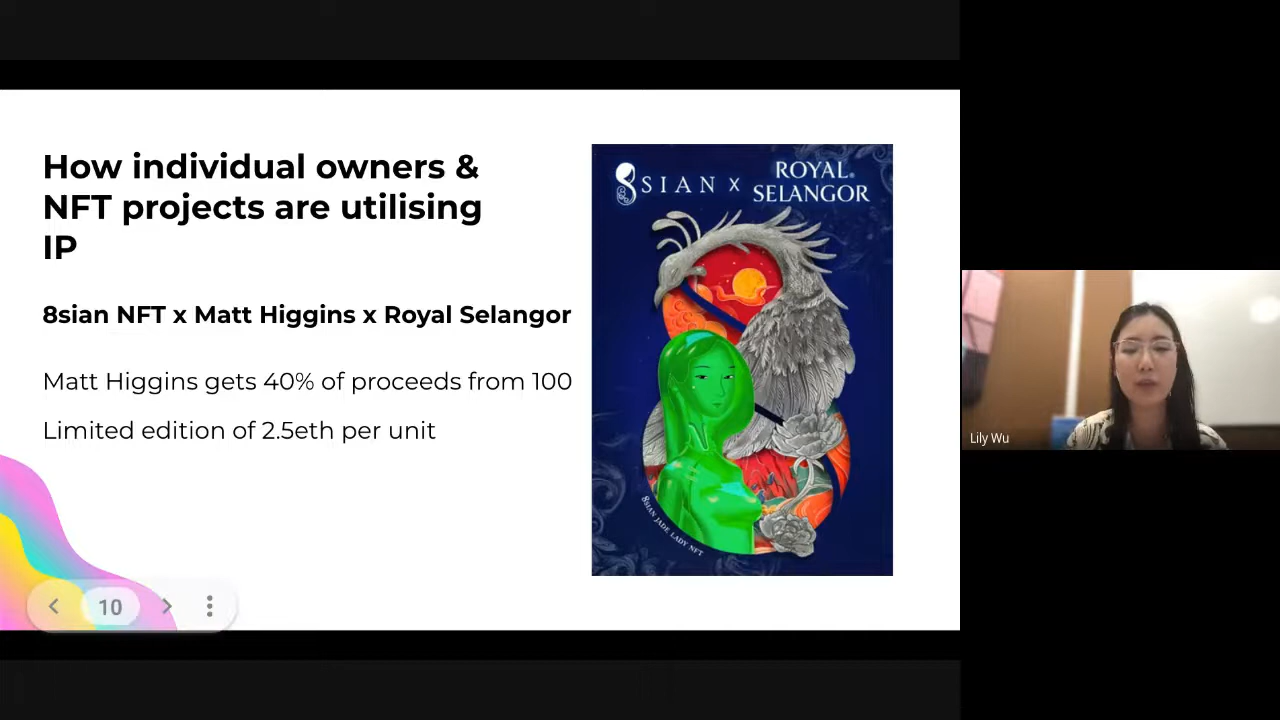 How individual owners &
NFT projects are utilising
IP
8sian NFT x Matt Higgins x Royal Selangor
Matt Higgins gets 40% of proceeds from 100
Limited edition of 2.5eth per unit
8SIAN x ROYAL®
SELANGOR
8SIAN JADE LADY NFT
10
Lily Wu